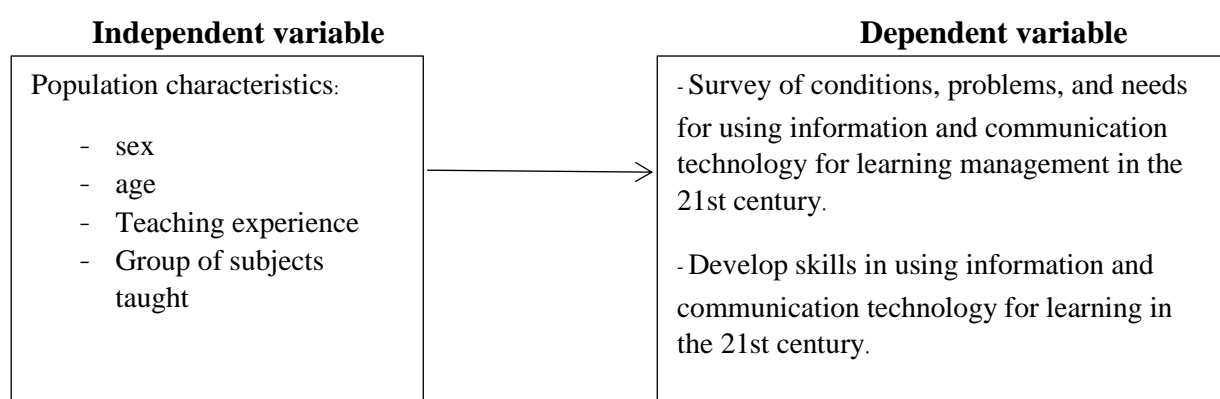 Independent variable
Population characteristics:
- sex
- age
- Teaching experience
- Group of subjects
taught
Dependent variable
- Survey of conditions, problems, and needs
for using information and communication
technology for learning management in the
21st century.
- Develop skills in using information and
communication technology for learning in
the 21st century.